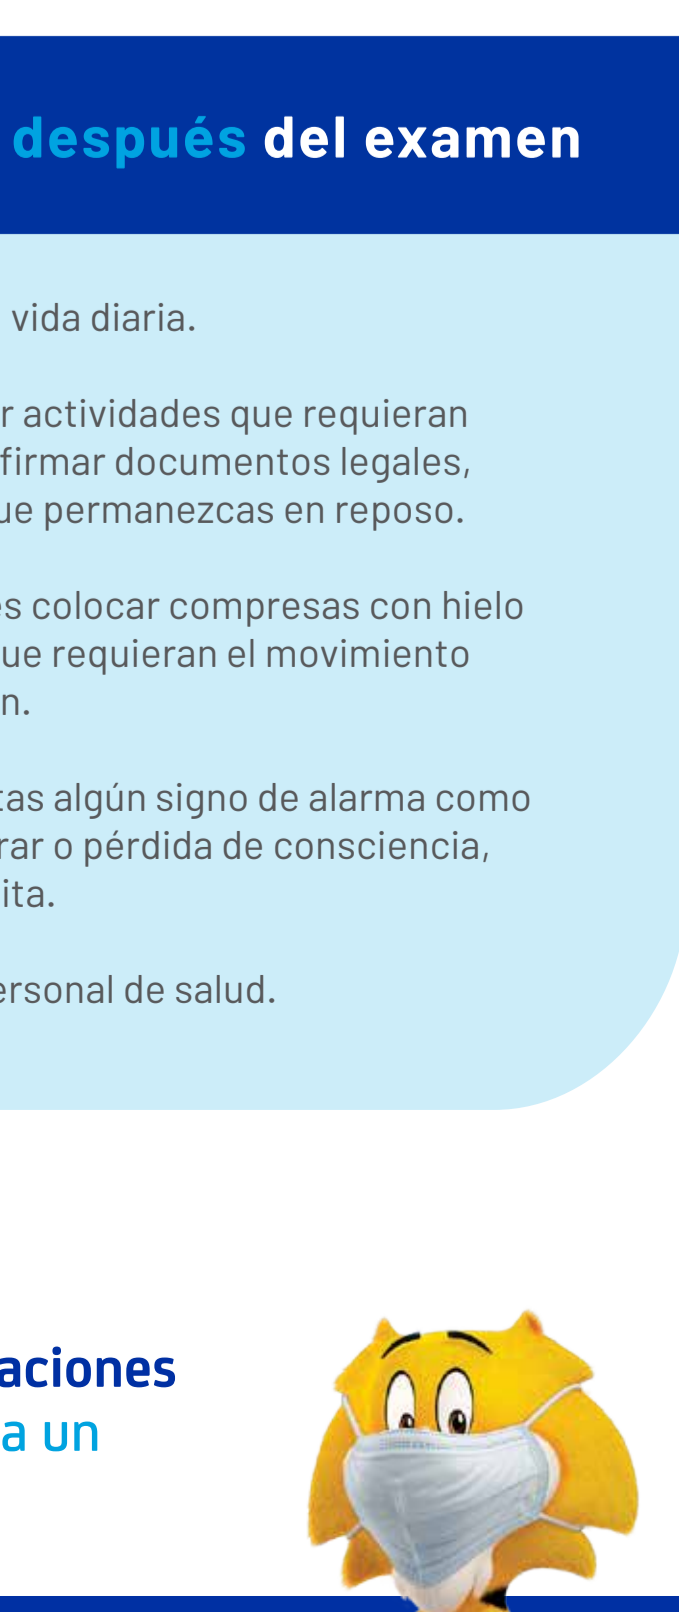 después del examen
vida diaria.
r actividades que requieran
firmar documentos legales,
ue permanezcas en reposo.
es colocar compresas con hielo
ue requieran el movimiento
n.
tas algún signo de alarma como
rar o pérdida de consciencia,
ita.
ersonal de salud.
aciones
a un